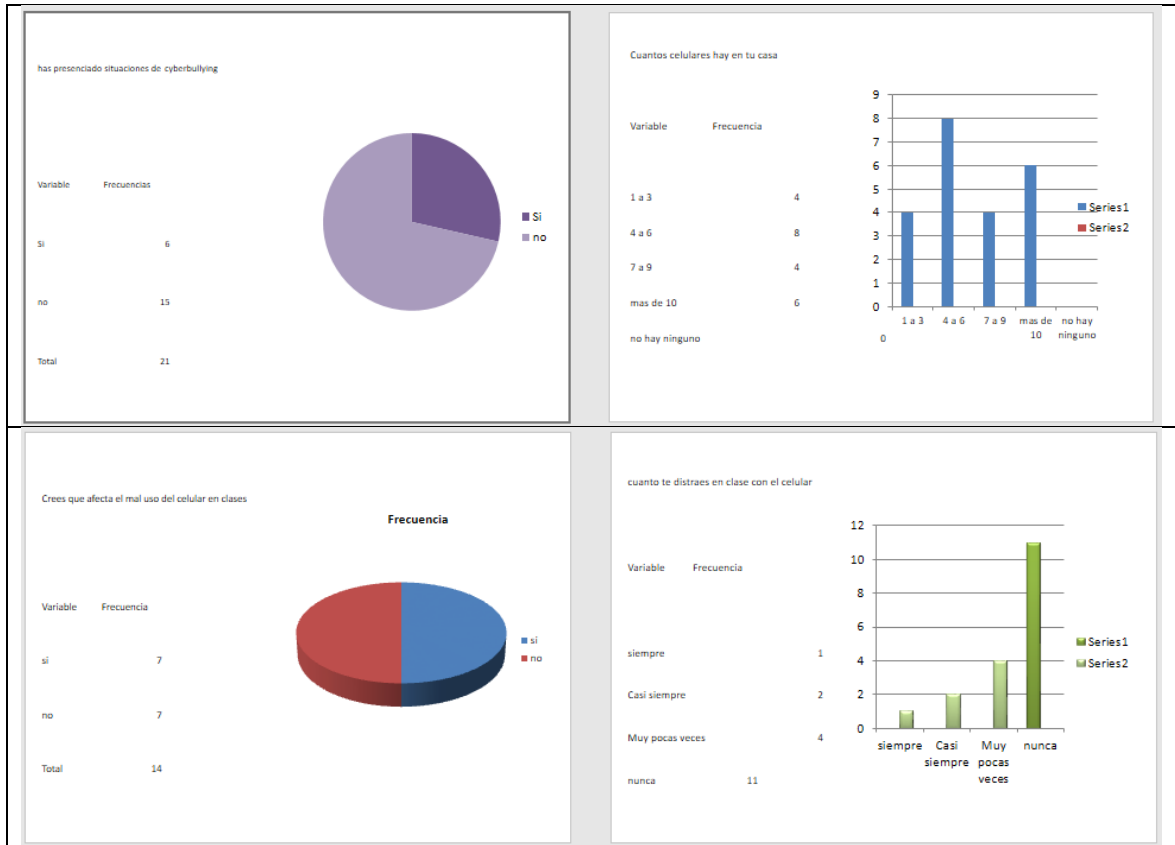 has presenciado situaciones de cyberbullying
Variable Frecuencias
Si 6
no 15
Total 21
Si
no
Cuantos celulares hay en tu casa
Variable Frecuencia
1 a 3 4
4 a 6 8
7 a 9 4
mas de 10 6
no hay ninguno 0
9
8
7
6
5
4
3
2
1
0
1 a 3 4 a 6 7 a 9 mas de 10 no hay ninguno
Series1
Series2
Crees que afecta el mal uso del celular en clases
Frecuencia
Variable Frecuencia
si 7
no 7
Total 14
si
no
cuanto te distraes en clase con el celular
Variable Frecuencia
siempre 1
Casi siempre 2
Muy pocas veces 4
nunca 11
12
10
8
6
4
2
0
siempre Casi siempre Muy pocas veces nunca
Series1
Series2